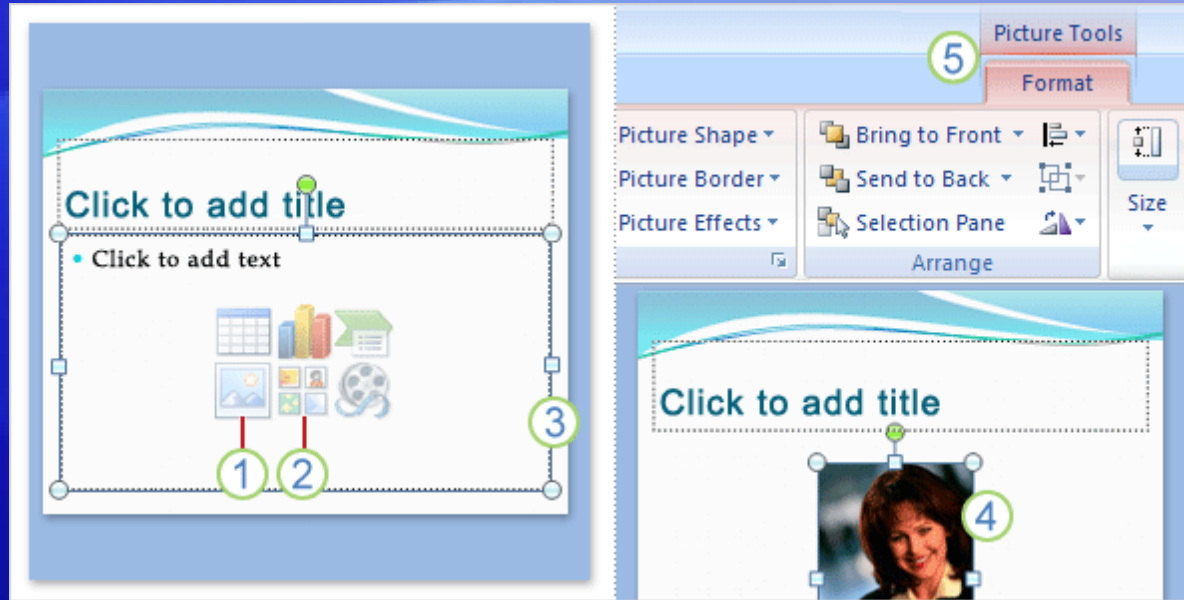 Click to add title
Click to add text
1
2
3
Picture Tools
5
Format
Picture Shape
Bring to Front
Picture Border
Send to Back
Size
Picture Effects
Selection Pane
Arrange
Click to add title
4